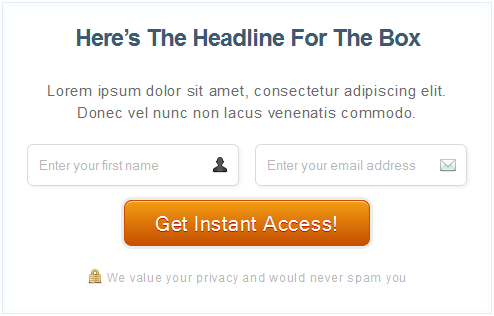 Here’s The Headline For The Box
Lorem ipsum dolor sit amet, consectetur adipiscing elit.
Donec vel nunc non lacus venenatis commodo.
Enter your first name
Enter your email address
Get Instant Access!
We value your privacy and would never spam you